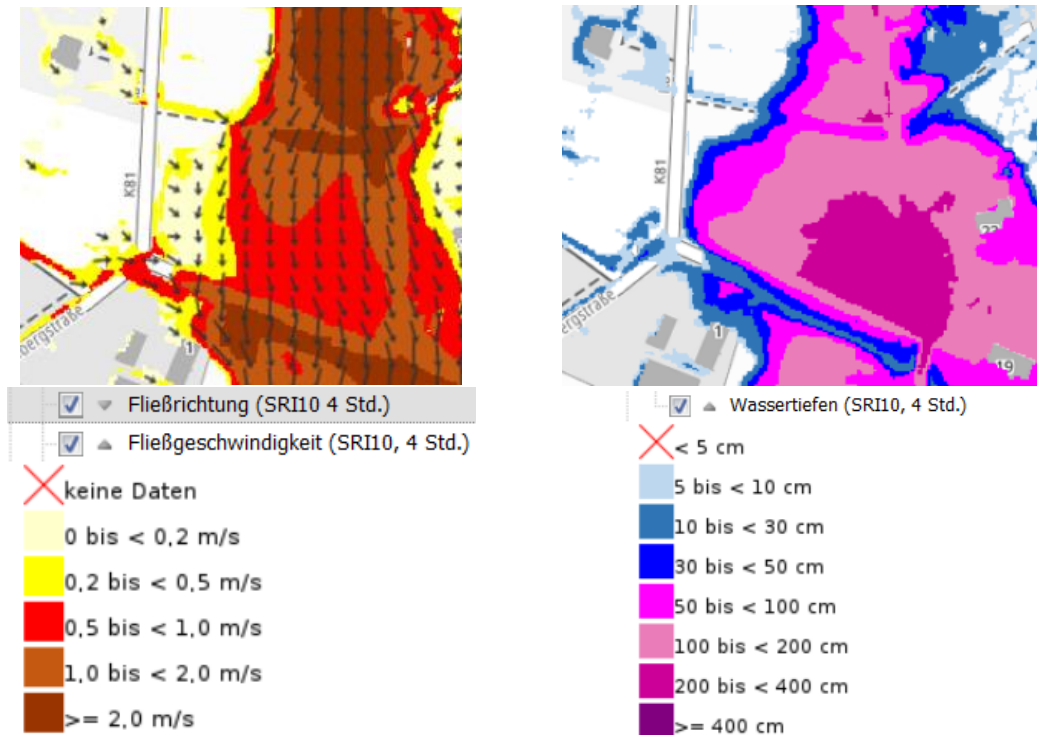 K81
bergstraße
1
Fließrichtung (SRI10 4 Std.)
Fließgeschwindigkeit (SRI10, 4 Std.)
keine Daten
0 bis < 0,2 m/s
0,2 bis < 0,5 m/s
0,5 bis < 1,0 m/s
1,0 bis < 2,0 m/s
>= 2,0 m/s
K81
ergstraße
1
22
19
Wassertiefen (SRI10, 4 Std.)
< 5 cm
5 bis < 10 cm
10 bis < 30 cm
30 bis < 50 cm
50 bis < 100 cm
100 bis < 200 cm
200 bis < 400 cm
>= 400 cm